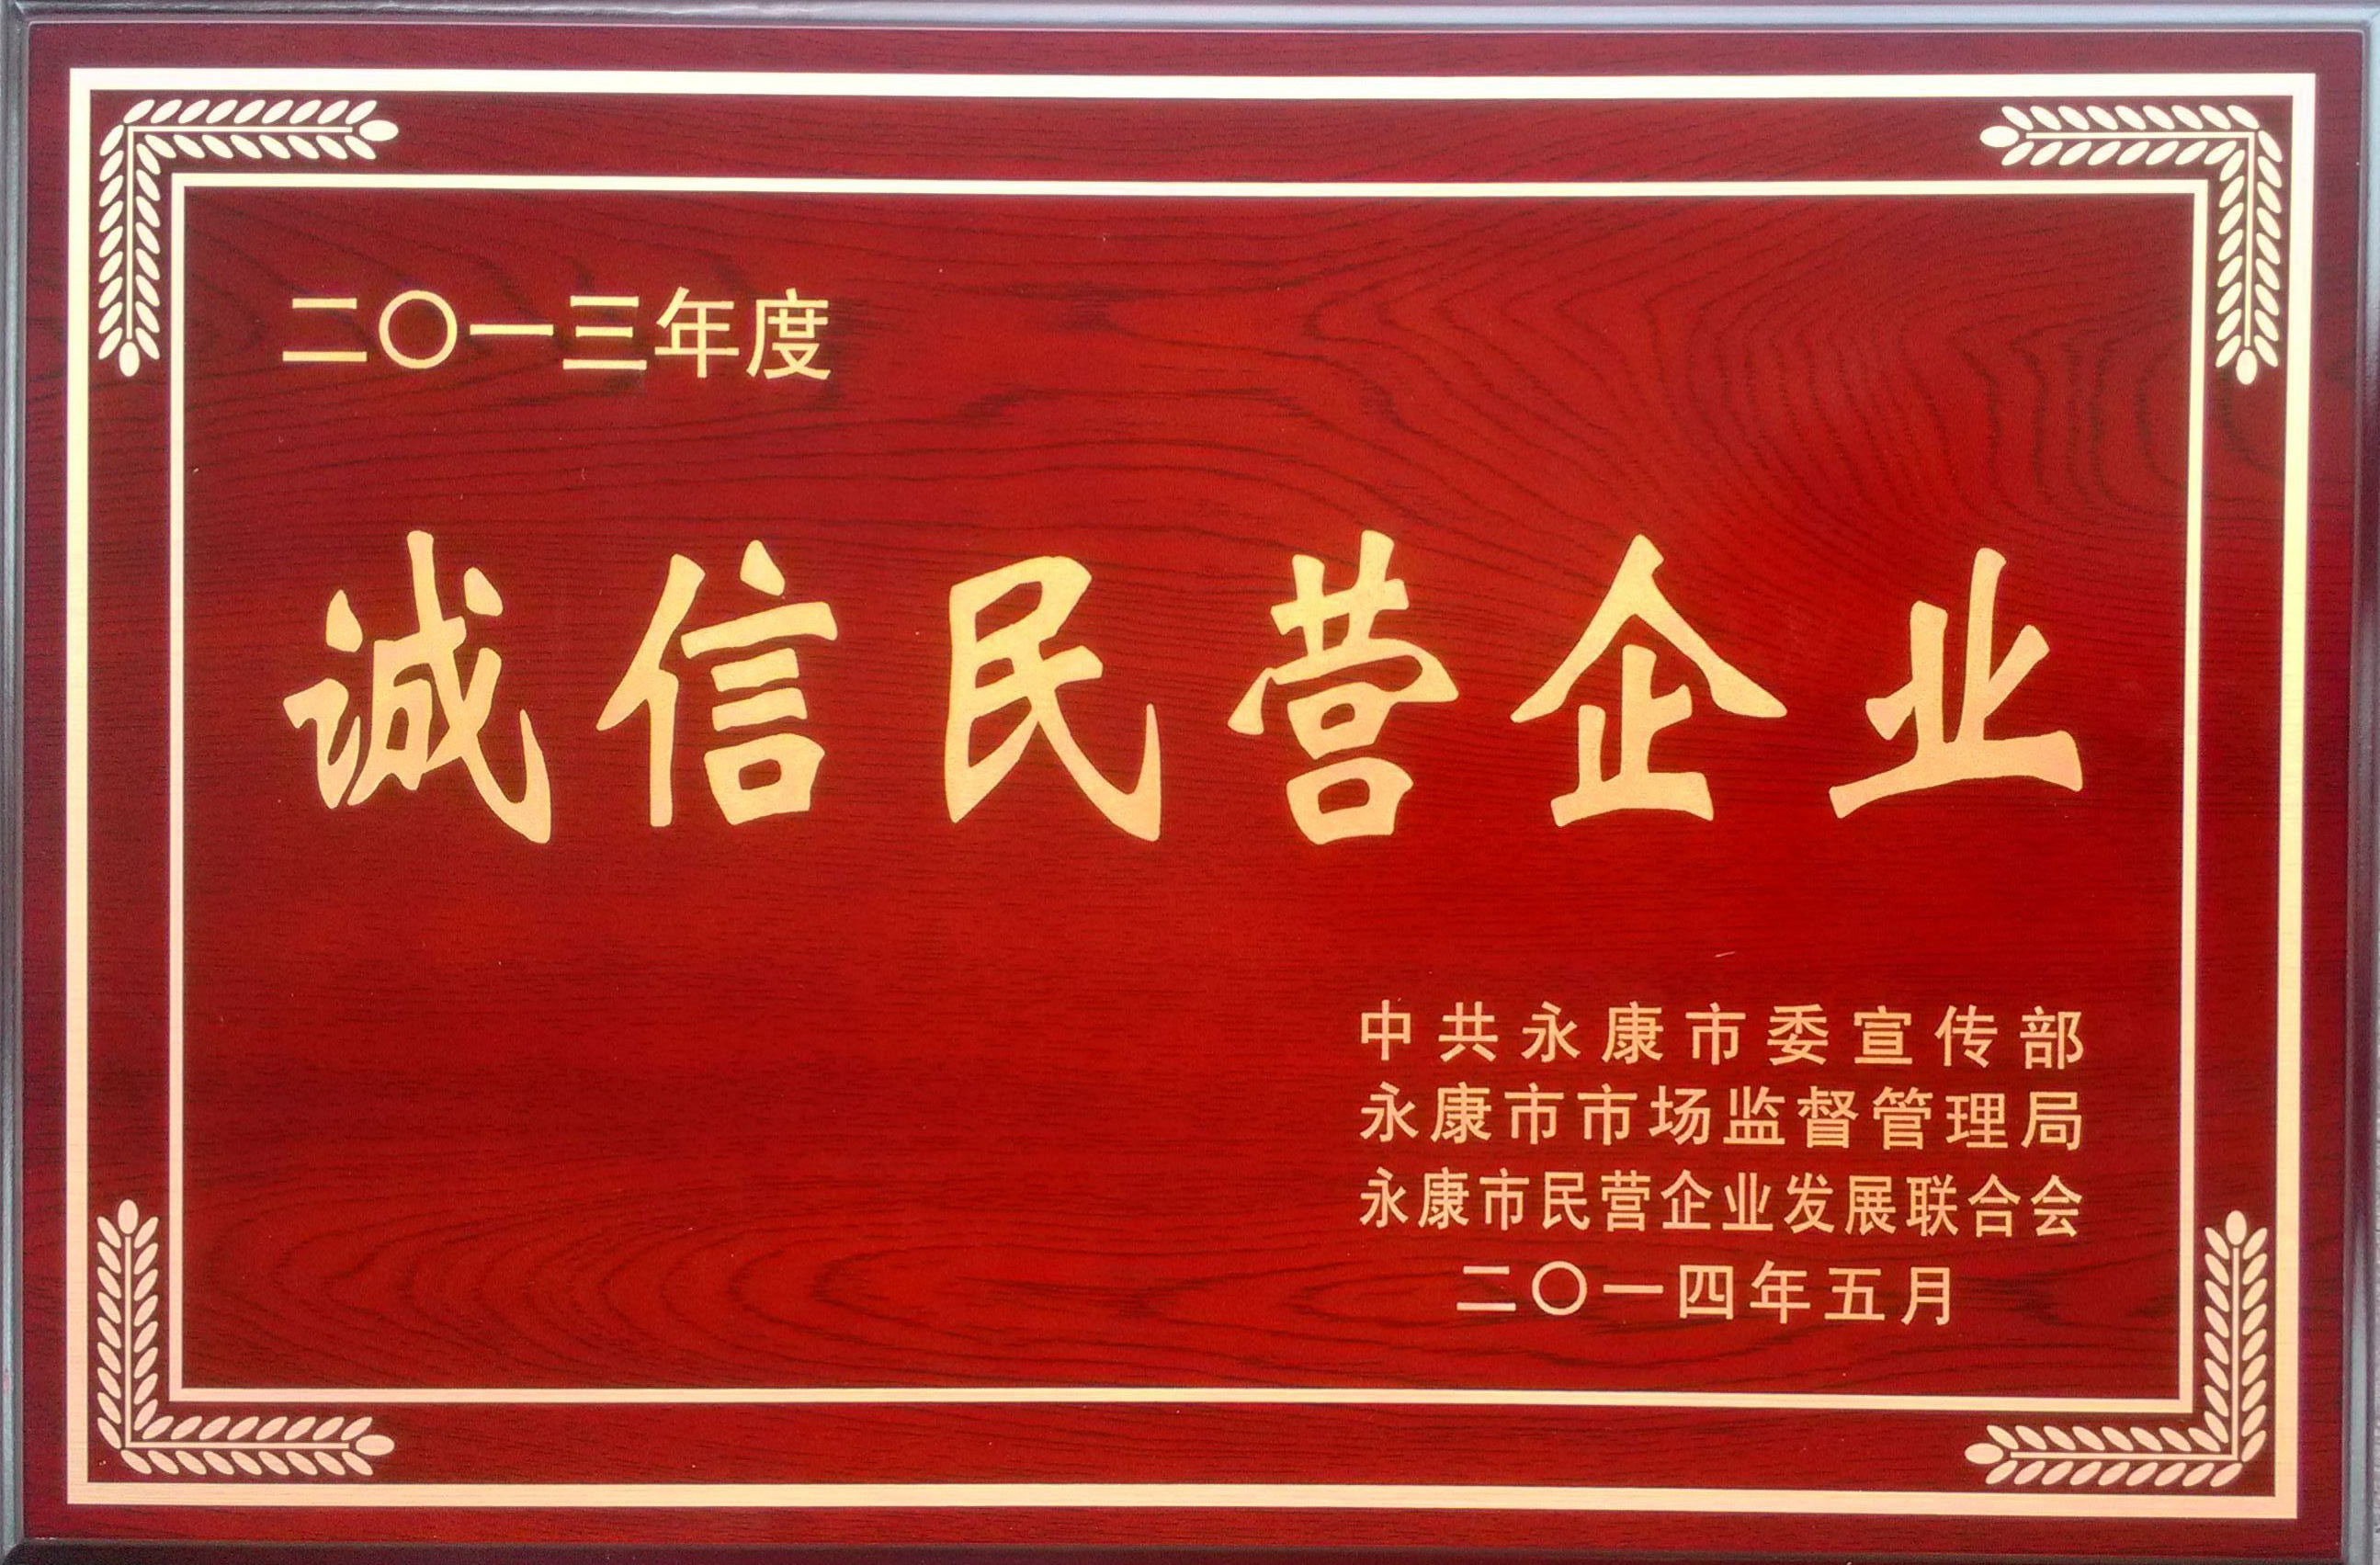 二〇一三年度
诚信民营企业
中共永康市委宣传部
永康市市场监督管理局
永康市民营企业发展联合会
二〇一四年五月